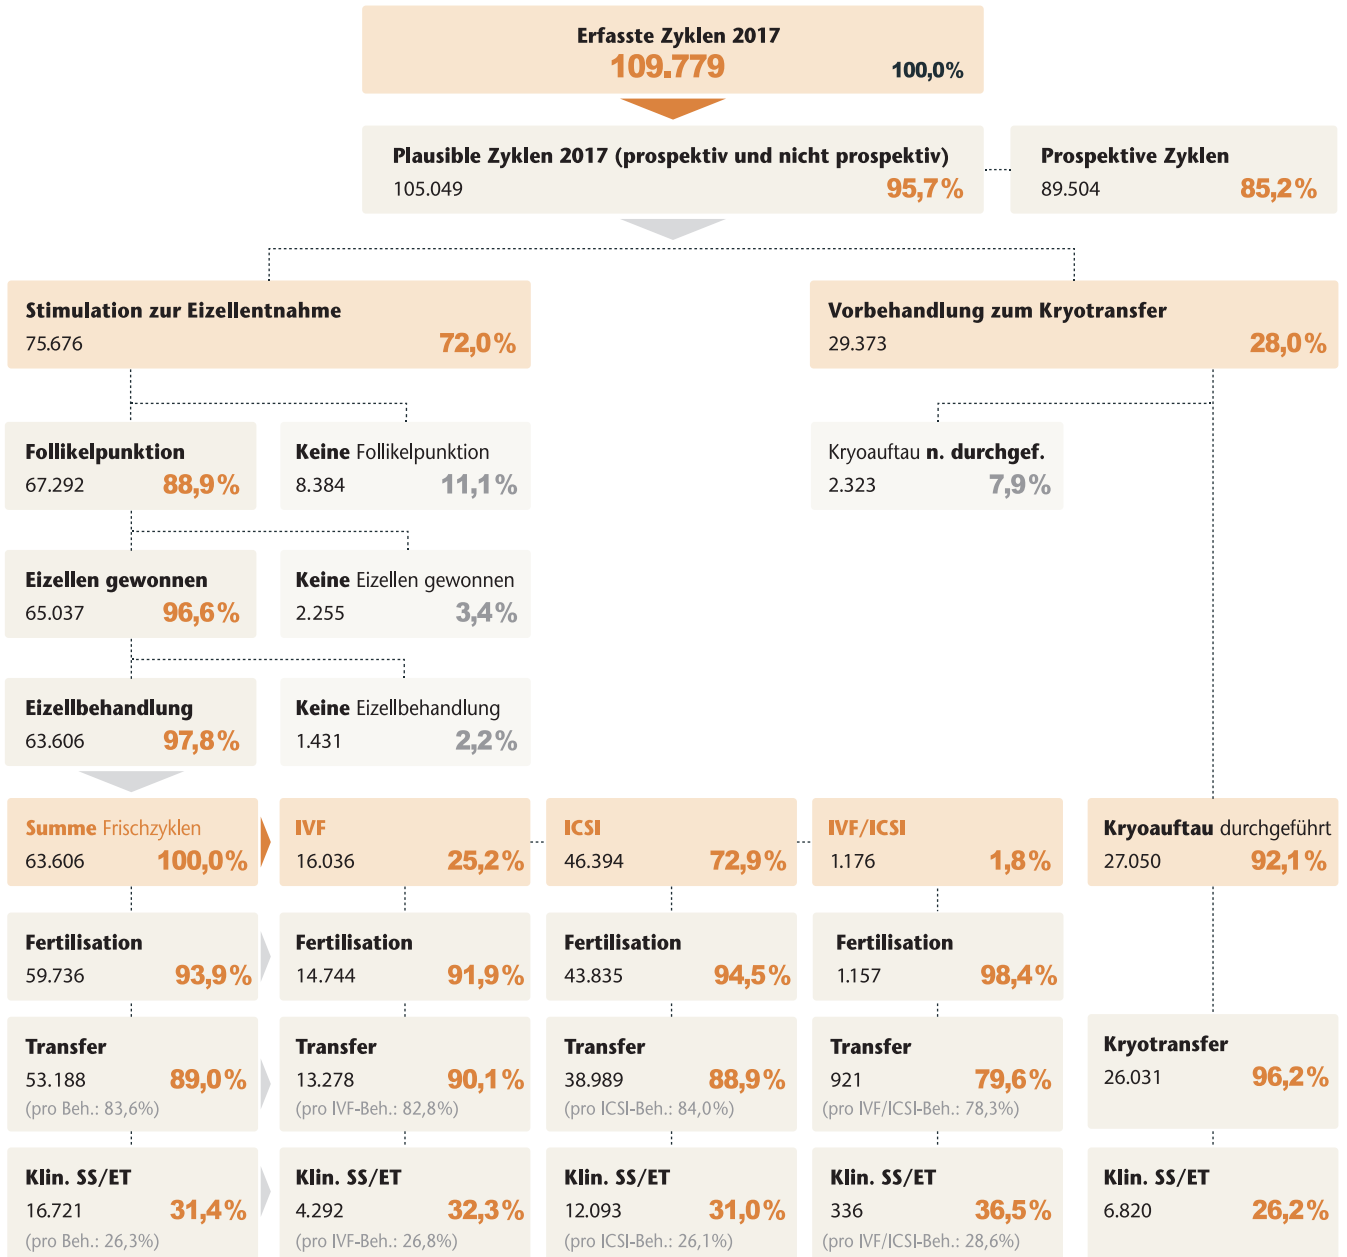 Erfasste Zyklen 2017
109.779 100,0%
Plausible Zyklen 2017 (prospektiv und nicht prospektiv)
105.049 95,7%
Prospektive Zyklen
89.504 85,2%
Stimulation zur Eizellentnahme
75.676 72,0%
Vorbehandlung zum Kryotransfer
29.373 28,0%
Follikelpunktion
67.292 88,9%
Keine Follikelpunktion
8.384 11,1%
Kryoauftau n. durchgef.
2.323 7,9%
Eizellen gewonnen
65.037 96,6%
Keine Eizellen gewonnen
2.255 3,4%
Eizellbehandlung
63.606 97,8%
Keine Eizellbehandlung
1.431 2,2%
Summe Frischzyklen
63.606 100,0%
IVF
16.036 25,2%
ICSI
46.394 72,9%
IVF/ICSI
1.176 1,8%
Kryoauftau durchgeführt
27.050 92,1%
Fertilisation
59.736 93,9%
Fertilisation
14.744 91,9%
Fertilisation
43.835 94,5%
Fertilisation
1.157 98,4%
Transfer
53.188 89,0%
(pro Beh.: 83,6%)
Transfer
13.278 90,1%
(pro IVF-Beh.: 82,8%)
Transfer
38.989 88,9%
(pro ICSI-Beh.: 84,0%)
Transfer
921 79,6%
(pro IVF/ICSI-Beh.: 78,3%)
Kryotransfer
26.031 96,2%
Klin. SS/ET
16.721 31,4%
(pro Beh.: 26,3%)
Klin. SS/ET
4.292 32,3%
(pro IVF-Beh.: 26,8%)
Klin. SS/ET
12.093 31,0%
(pro ICSI-Beh.: 26,1%)
Klin. SS/ET
336 36,5%
(pro IVF/ICSI-Beh.: 28,6%)
Klin. SS/ET
6.820 26,2%